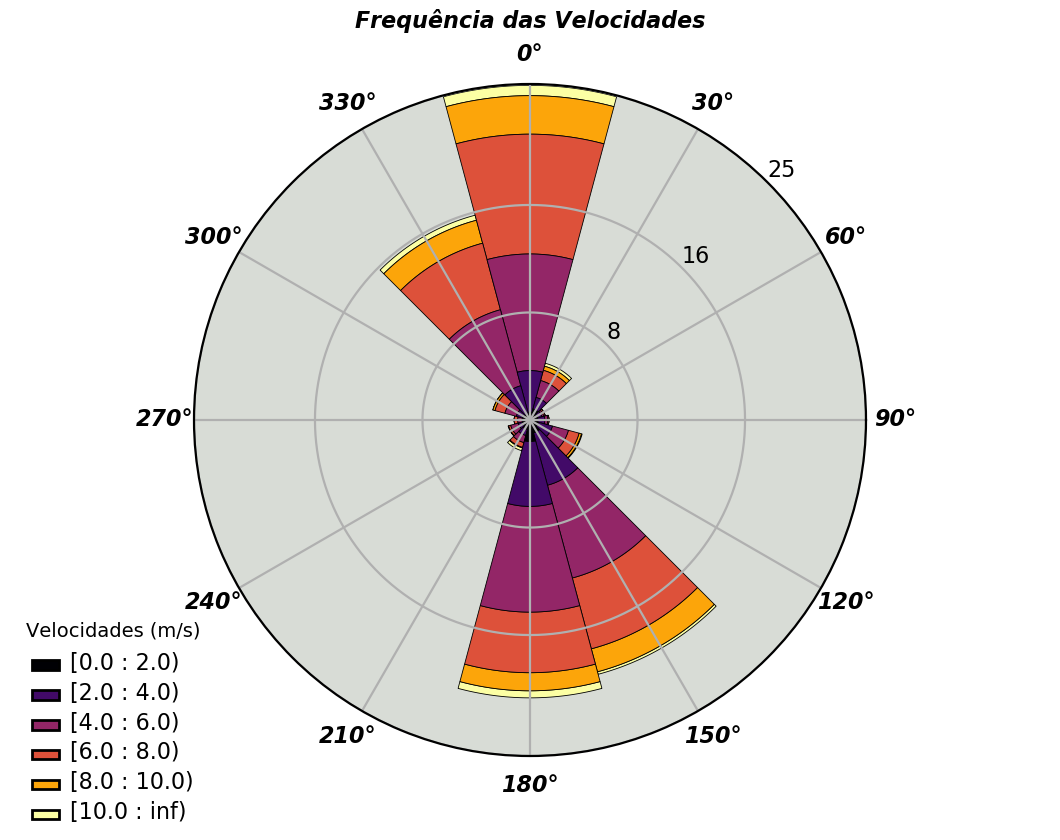 Frequência das Velocidades
0°
330°
30°
25
300°
60°
16
8
270°
90°
240°
120°
210°
150°
180°
Velocidades (m/s)
[0.0 : 2.0)
[2.0 : 4.0)
[4.0 : 6.0)
[6.0 : 8.0)
[8.0 : 10.0)
[10.0 : inf)